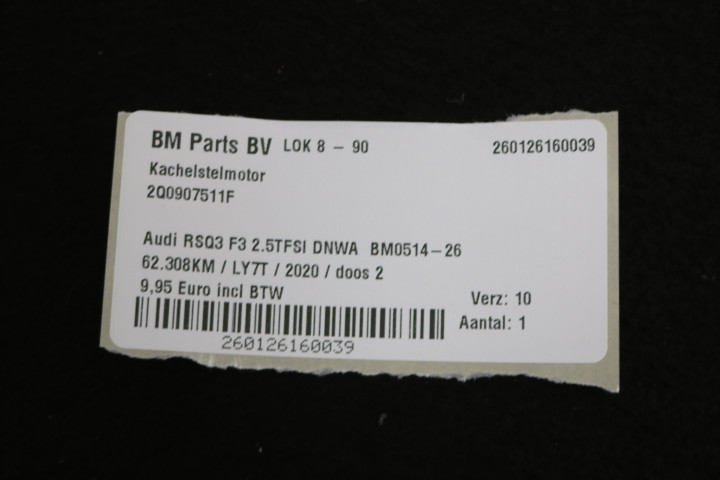 BM Parts BV LOK 8 - 90 260126160039
Kachelstelmotor
2Q0907511F
Audi RSQ3 F3 2.5TFSI DNWA BM0514-26
62.308KM / LY7T / 2020 / doos 2
9,95 Euro incl BTW
Verz: 10
Aantal: 1
260126160039